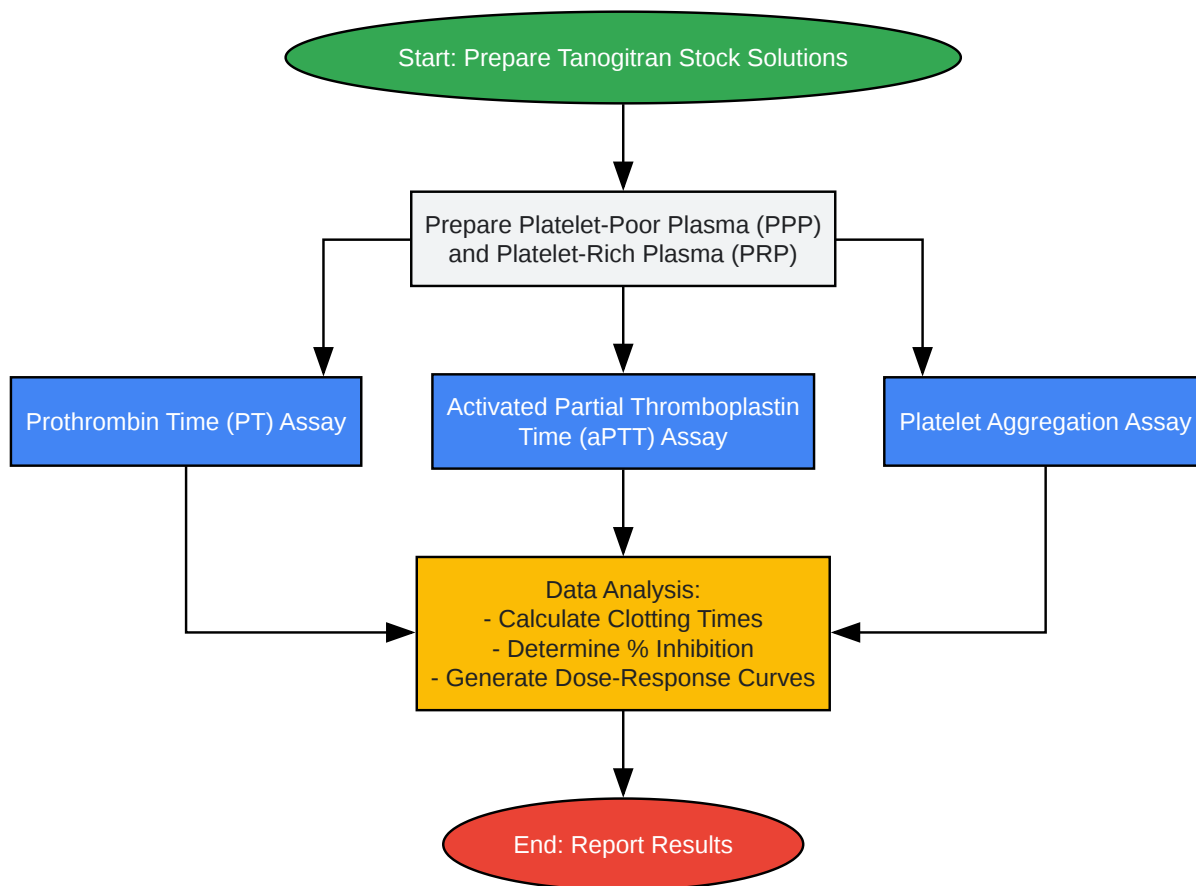 Start: Prepare Tanogitran Stock Solutions
Prepare Platelet-Poor Plasma (PPP)
and Platelet-Rich Plasma (PRP)
Prothrombin Time (PT) Assay
Activated Partial Thromboplastin
Time (aPTT) Assay
Platelet Aggregation Assay
Data Analysis:
- Calculate Clotting Times
- Determine % Inhibition
- Generate Dose-Response Curves
End: Report Results